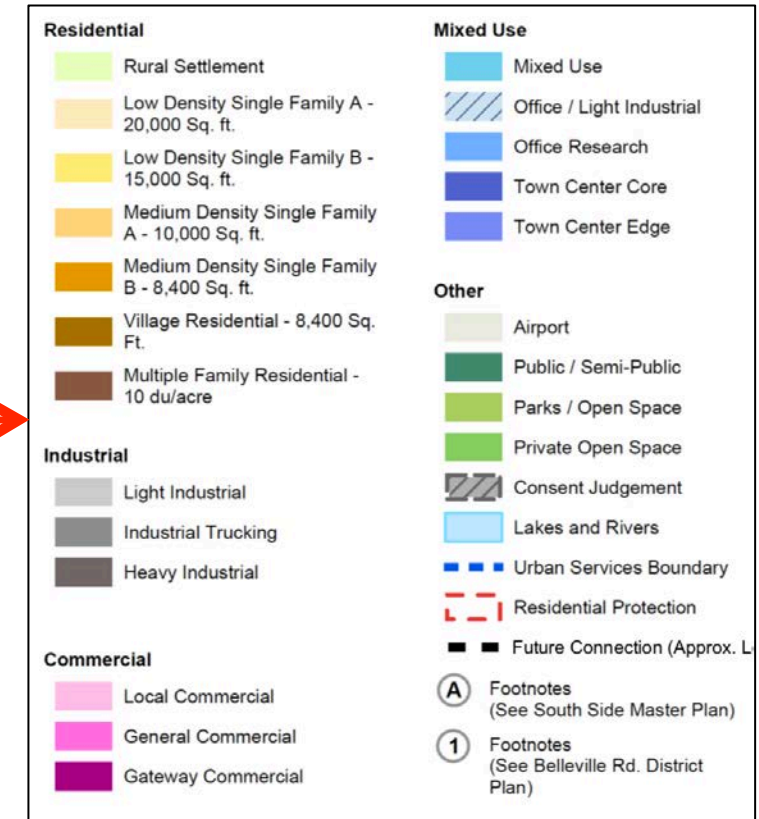 Residential
Rural Settlement
Low Density Single Family A -
20,000 Sq. ft.
Low Density Single Family B -
15,000 Sq. ft.
Medium Density Single Family
A - 10,000 Sq. ft.
Medium Density Single Family
B - 8,400 Sq. ft.
Village Residential - 8,400 Sq.
Ft.
Multiple Family Residential -
10 du/acre
Industrial
Light Industrial
Industrial Trucking
Heavy Industrial
Commercial
Local Commercial
General Commercial
Gateway Commercial
Mixed Use
Mixed Use
Office / Light Industrial
Office Research
Town Center Core
Town Center Edge
Other
Airport
Public / Semi-Public
Parks / Open Space
Private Open Space
Consent Judgement
Lakes and Rivers
Urban Services Boundary
Residential Protection
Future Connection (Approx. L
A Footnotes
(See South Side Master Plan)
1 Footnotes
(See Belleville Rd. District
Plan)